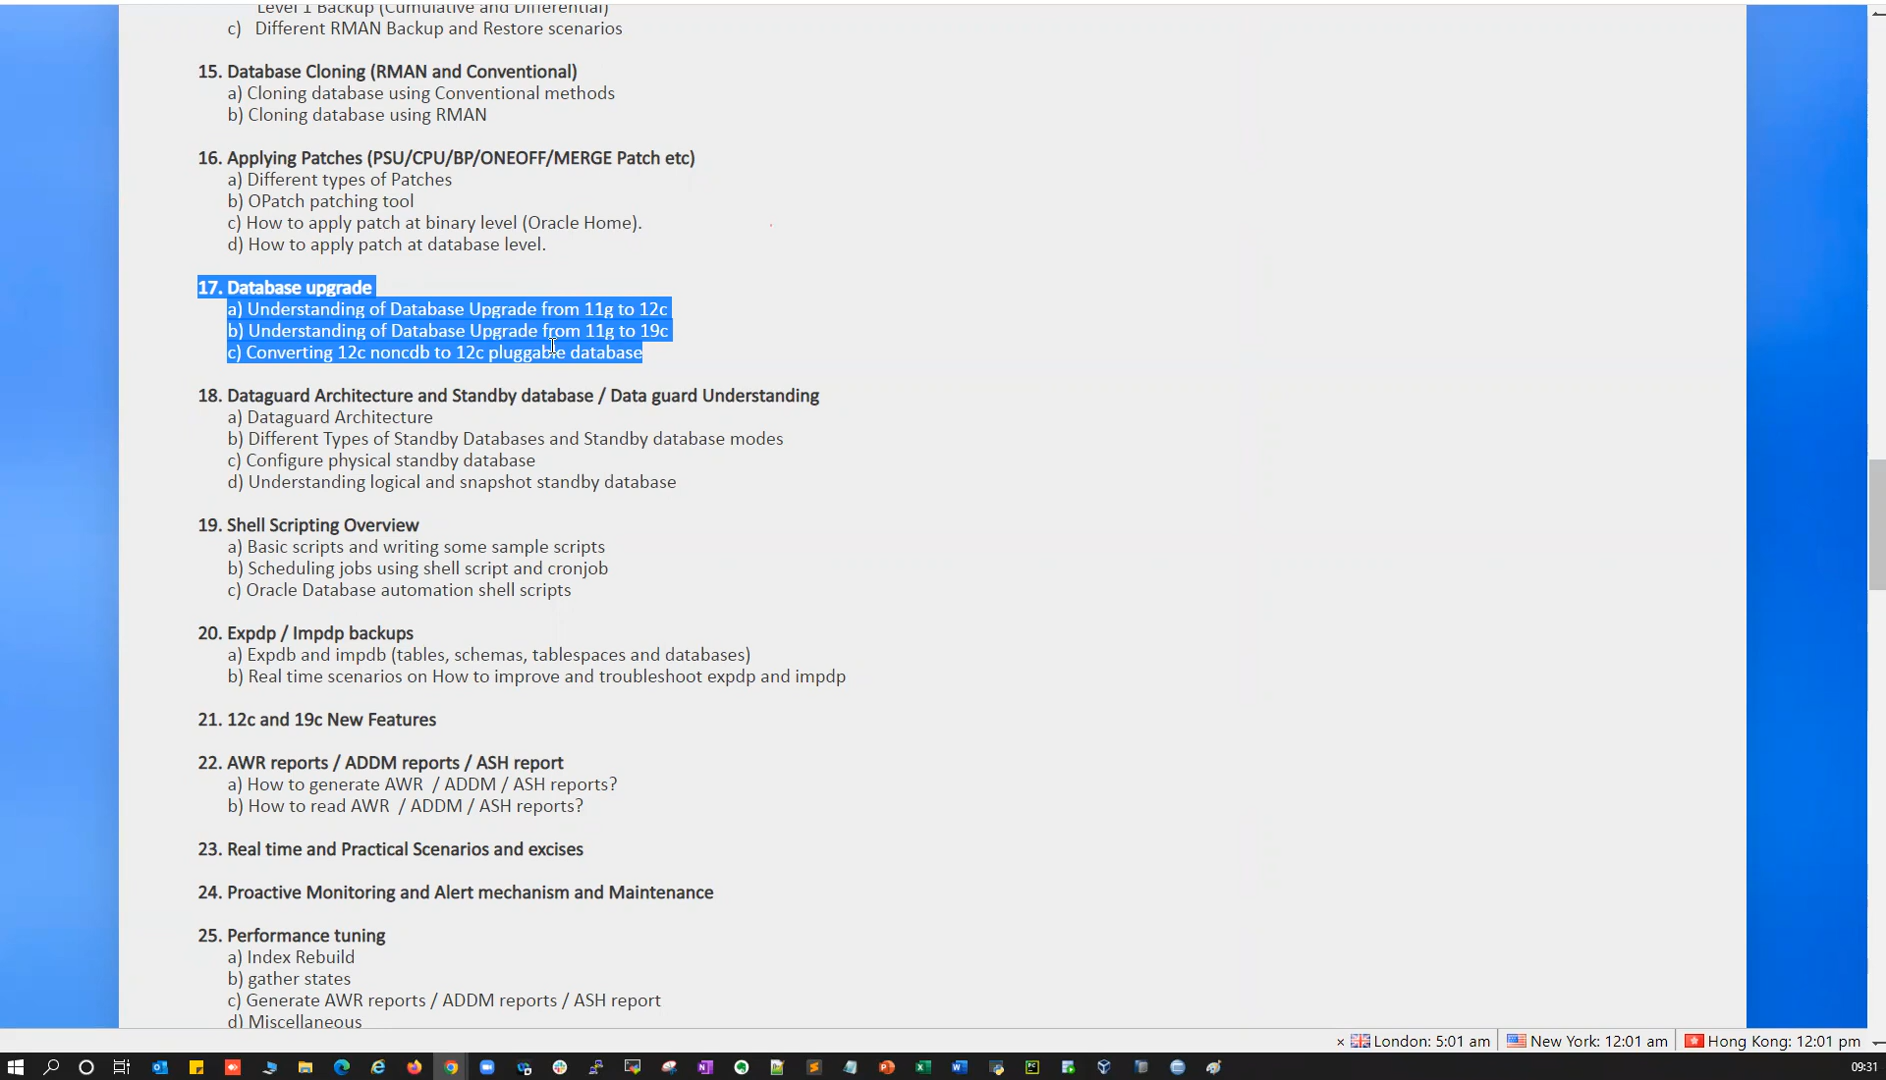 Level 1 Backup (Cumulative and Differential)
c) Different RMAN Backup and Restore scenarios
15. Database Cloning (RMAN and Conventional)
a) Cloning database using Conventional methods
b) Cloning database using RMAN
16. Applying Patches (PSU/CPU/BP/ONEOFF/MERGE Patch etc)
a) Different types of Patches
b) OPatch patching tool
c) How to apply patch at binary level (Oracle Home).
d) How to apply patch at database level.
17. Database upgrade
a) Understanding of Database Upgrade from 11g to 12c
b) Understanding of Database Upgrade from 11g to 19c
c) Converting 12c noncdb to 12c pluggable database
18. Dataguard Architecture and Standby database / Data guard Understanding
a) Dataguard Architecture
b) Different Types of Standby Databases and Standby database modes
c) Configure physical standby database
d) Understanding logical and snapshot standby database
19. Shell Scripting Overview
a) Basic scripts and writing some sample scripts
b) Scheduling jobs using shell script and cronjob
c) Oracle Database automation shell scripts
20. Expdp / Impdp backups
a) Expdb and impdb (tables, schemas, tablespaces and databases)
b) Real time scenarios on How to improve and troubleshoot expdp and impdp
21. 12c and 19c New Features
22. AWR reports / ADDM reports / ASH report
a) How to generate AWR / ADDM / ASH reports?
b) How to read AWR / ADDM / ASH reports?
23. Real time and Practical Scenarios and excises
24. Proactive Monitoring and Alert mechanism and Maintenance
25. Performance tuning
a) Index Rebuild
b) gather states
c) Generate AWR reports / ADDM reports / ASH report
d) Miscellaneous
London: 5:01 am
New York: 12:01 am
Hong Kong: 12:01 pm
09:31